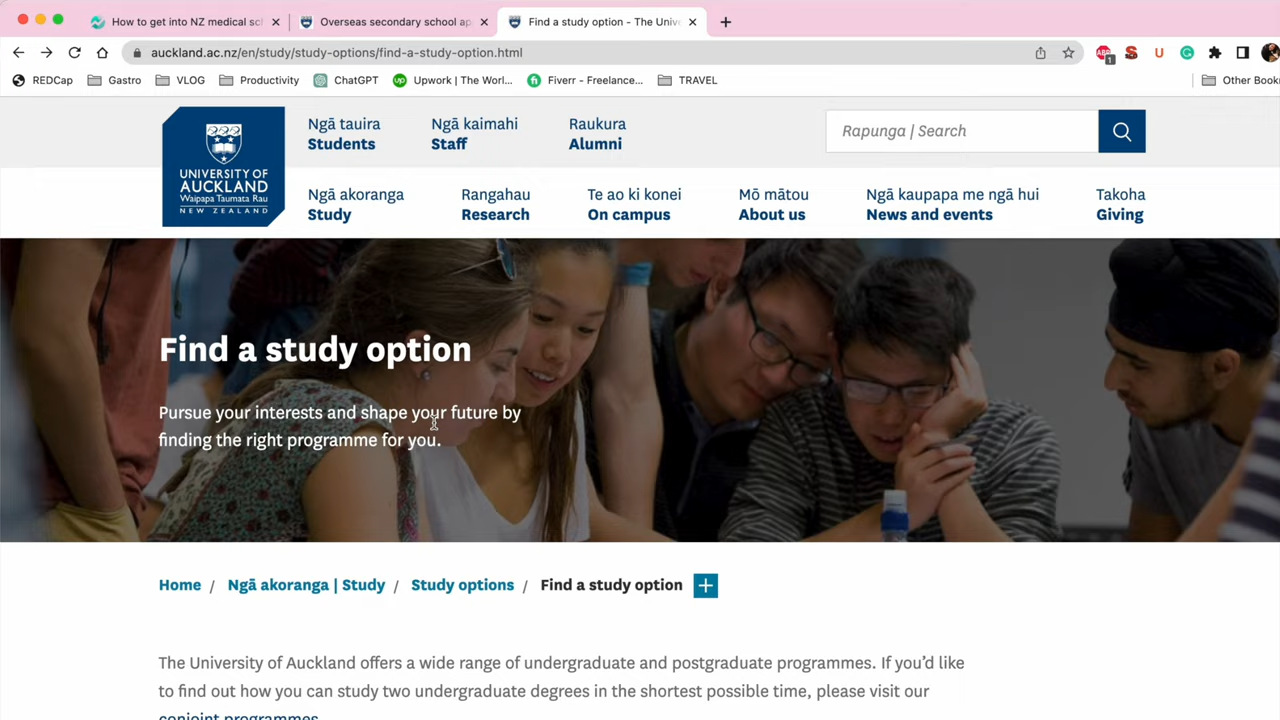 How to get into NZ medical sc
Overseas secondary school ap
Find a study option - The Unive
auckland.ac.nz/en/study/study-options/find-a-study-option.html
ABP
1
S
U
G
REDCap
Gastro
VLOG
Productivity
ChatGPT
up
Upwork | The Worl...
fi
Fiverr - Freelance...
TRAVEL
Other Book
Ngā tauira
Students
Ngā kaimahi
Staff
Raukura
Alumni
Rapunga | Search
UNIVERSITY OF
AUCKLAND
Waipapa Taumata Rau
NEW ZEALAND
Ngā akoranga
Study
Rangahau
Research
Te ao ki konei
On campus
Mō mātou
About us
Ngā kaupapa me ngā hui
News and events
Takoha
Giving
Find a study option
Pursue your interests and shape your future by
finding the right programme for you.
Home / Ngā akoranga | Study / Study options / Find a study option +
The University of Auckland offers a wide range of undergraduate and postgraduate programmes. If you'd like
to find out how you can study two undergraduate degrees in the shortest possible time, please visit our
conjoint programmes.